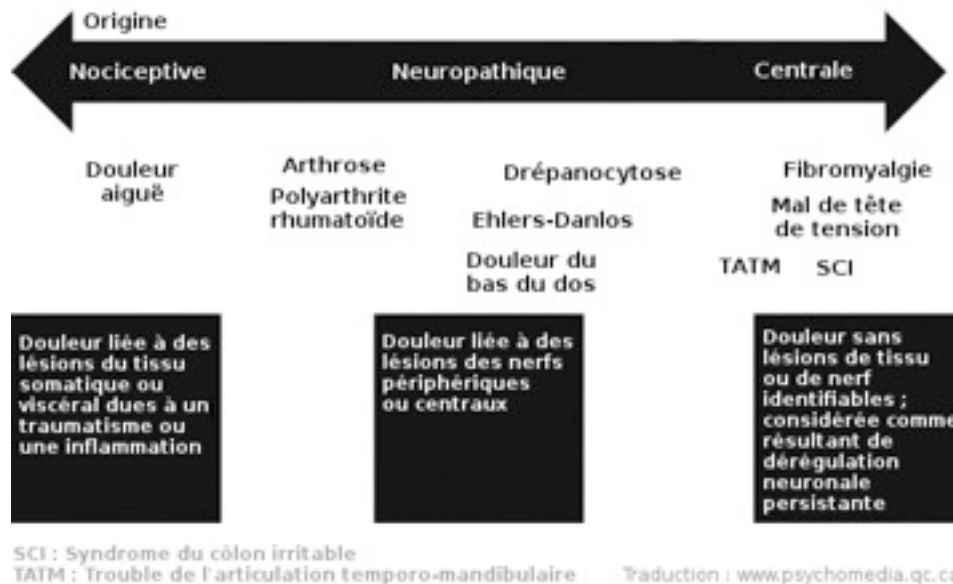 Origine
Nociceptive Neuropathique Centrale
Douleur
aiguë
Arthrose
Polyarthrite
rhumatoïde
Drépanocytose
Ehlers-Danlos
Douleur du
bas du dos
Fibromyalgie
Mal de tête
de tension
TATM SCI
Douleur liée à des
lésions du tissu
somatique ou
viscéral dues à un
traumatisme ou
une inflammation
Douleur liée à des
lésions des nerfs
périphériques
ou centraux
Douleur sans
lésions de tissu
ou de nerf
identifiables ;
considérée comme
résultant de
dérégulation
neuronale
persistante
SCI : Syndrome du côlon irritable
TATM : Trouble de l'articulation temporo-mandibulaire Traduction : www.psychomedia.qc.ca